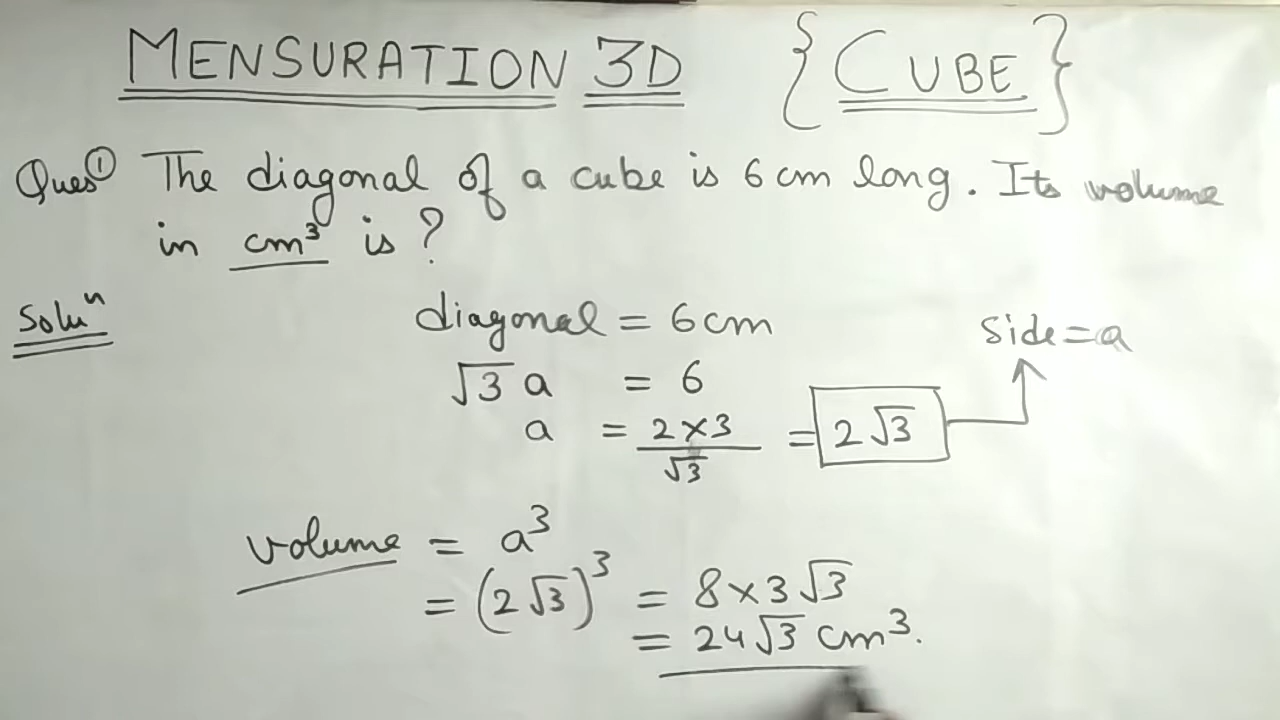 MENSURATION 3D { CUBE }
Ques① The diagonal of a cube is 6 cm long. Its volume
in cm³ is ?
Soluⁿ
diagonal = 6cm
side = a
√3 a = 6
a = 2×3/√3 = 2√3
volume = a³
= (2√3)³ = 8×3√3
= 24√3 cm³.